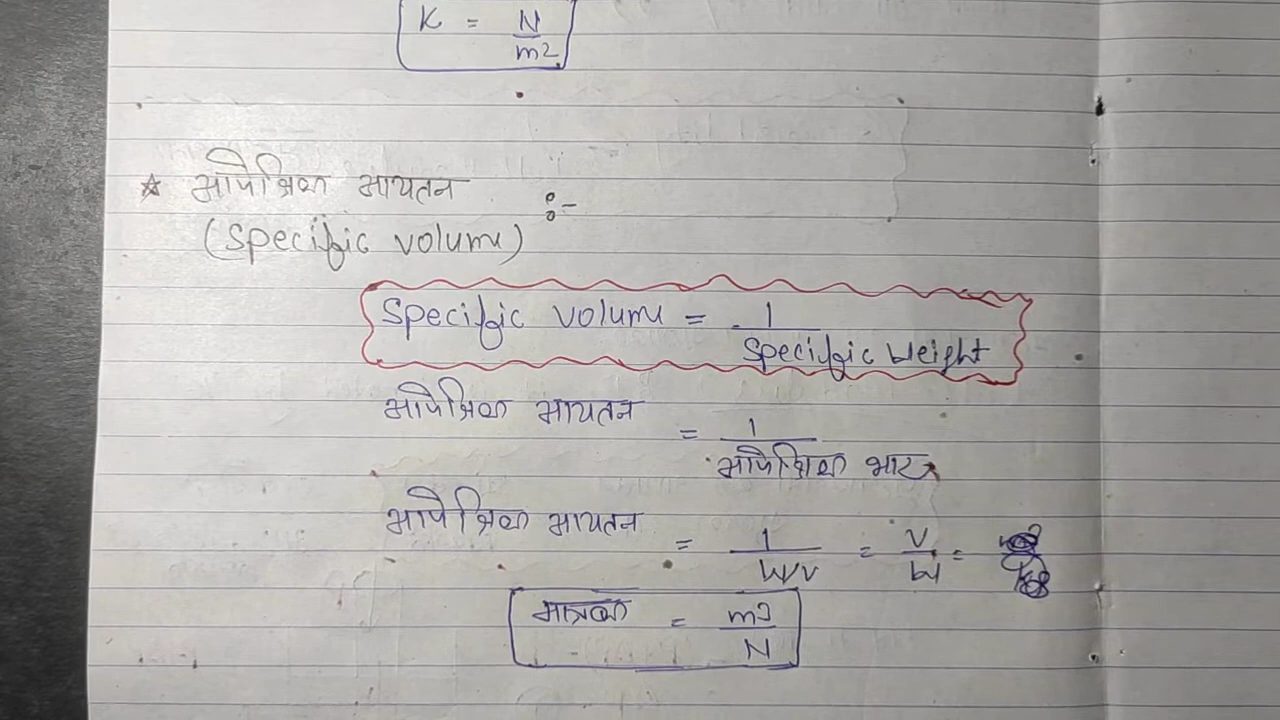 K = N/m2
☆ आपेक्षिक आयतन :-
(Specific volume)
Specific volume = 1/Specific weight
आपेक्षिक आयतन = 1/आपेक्षिक भार
आपेक्षिक आयतन = 1/W/V = V/W =
मात्रक = m3/N